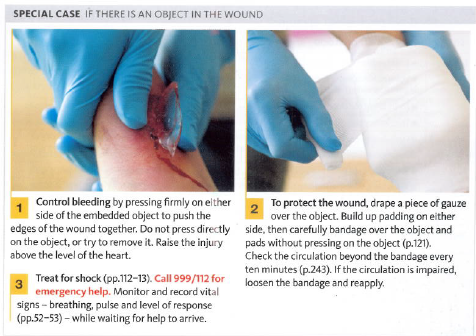 SPECIAL CASE IF THERE IS AN OBJECT IN THE WOUND
1 Control bleeding by pressing firmly on either
side of the embedded object to push the
edges of the wound together. Do not press directly
on the object, or try to remove it. Raise the injury
above the level of the heart.
3 Treat for shock (pp.112–13). Call 999/112 for
emergency help. Monitor and record vital
signs – breathing, pulse and level of response
(pp.52–53) – while waiting for help to arrive.
2 To protect the wound, drape a piece of gauze
over the object. Build up padding on either
side, then carefully bandage over the object and
pads without pressing on the object (p.121).
Check the circulation beyond the bandage every
ten minutes (p.243). If the circulation is impaired,
loosen the bandage and reapply.